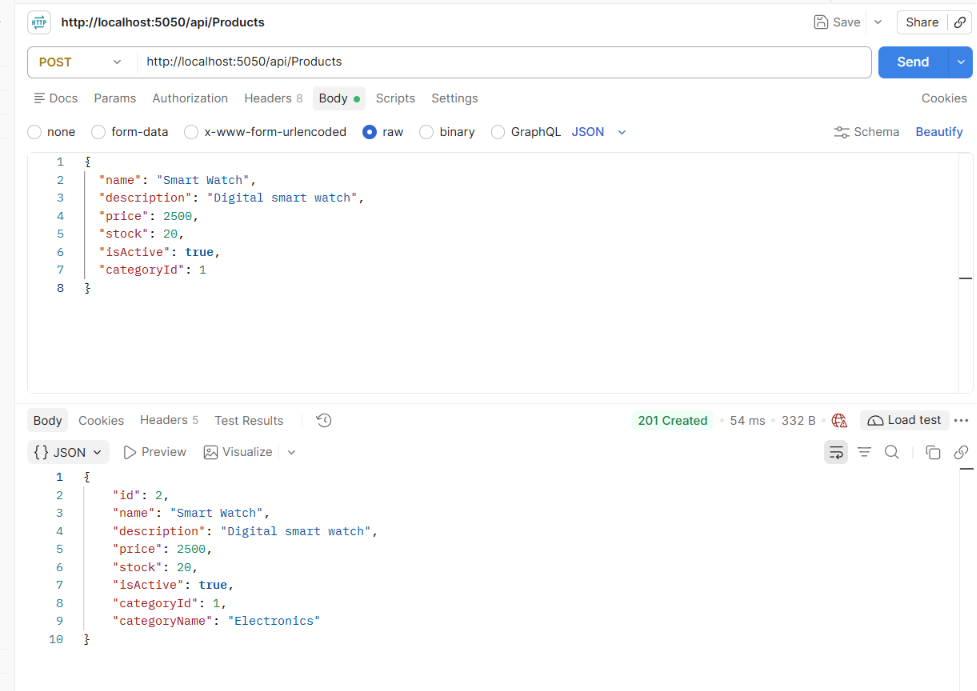 HTTP http://localhost:5050/api/Products Save Share
POST http://localhost:5050/api/Products Send
Docs Params Authorization Headers 8 Body Scripts Settings Cookies
none form-data x-www-form-urlencoded raw binary GraphQL JSON Schema Beautify
1 {
2 "name": "Smart Watch",
3 "description": "Digital smart watch",
4 "price": 2500,
5 "stock": 20,
6 "isActive": true,
7 "categoryId": 1
8 }
Body Cookies Headers 5 Test Results 201 Created • 54 ms • 332 B • Load test
{} JSON Preview Visualize
1 {
2 "id": 2,
3 "name": "Smart Watch",
4 "description": "Digital smart watch",
5 "price": 2500,
6 "stock": 20,
7 "isActive": true,
8 "categoryId": 1,
9 "categoryName": "Electronics"
10 }